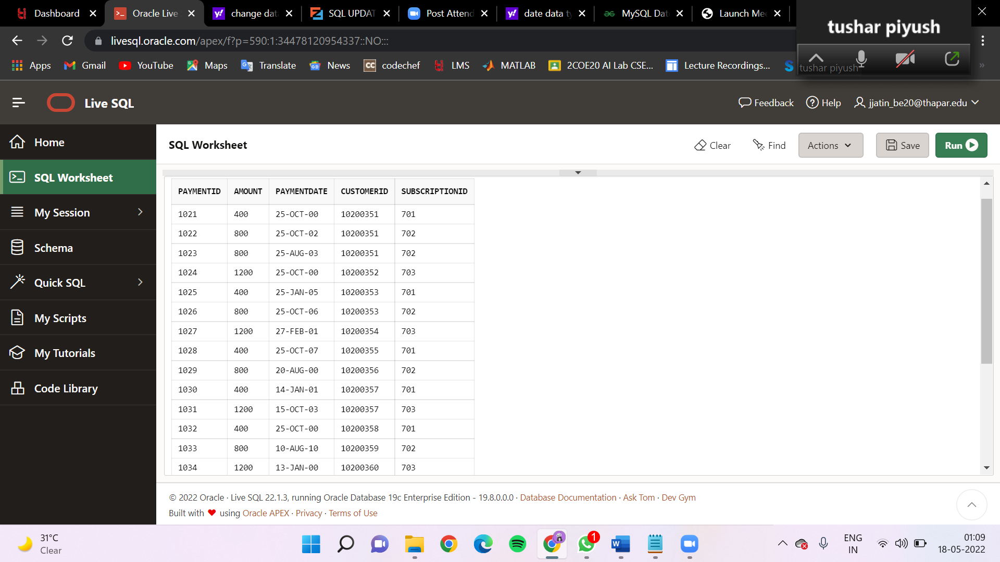 Dashboard Oracle Live change dat SQL UPDAT Post Attend date data ty MySQL Dat Launch Me
tushar piyush
livesql.oracle.com/apex/f?p=590:1:34478120954337::NO:::
Apps Gmail YouTube Maps Translate News codechef LMS MATLAB 2COE20 AI Lab CSE... Lecture Recordings... tushar piyush »
Live SQL Feedback Help jjatin_be20@thapar.edu
Home
SQL Worksheet
My Session
Schema
Quick SQL
My Scripts
My Tutorials
Code Library
SQL Worksheet Clear Find Actions Save Run
PAYMENTID AMOUNT PAYMENTDATE CUSTOMERID SUBSCRIPTIONID
1021 400 25-OCT-00 10200351 701
1022 800 25-OCT-02 10200351 702
1023 800 25-AUG-03 10200351 702
1024 1200 25-OCT-00 10200352 703
1025 400 25-JAN-05 10200353 701
1026 800 25-OCT-06 10200353 702
1027 1200 27-FEB-01 10200354 703
1028 400 25-OCT-07 10200355 701
1029 800 20-AUG-00 10200356 702
1030 400 14-JAN-01 10200357 701
1031 1200 15-OCT-03 10200357 703
1032 400 25-OCT-00 10200358 701
1033 800 10-AUG-10 10200359 702
1034 1200 13-JAN-00 10200360 703
© 2022 Oracle · Live SQL 22.1.3, running Oracle Database 19c Enterprise Edition - 19.8.0.0.0 · Database Documentation · Ask Tom · Dev Gym
Built with ❤ using Oracle APEX · Privacy · Terms of Use
31°C
Clear
1
ENG
IN
01:09
18-05-2022